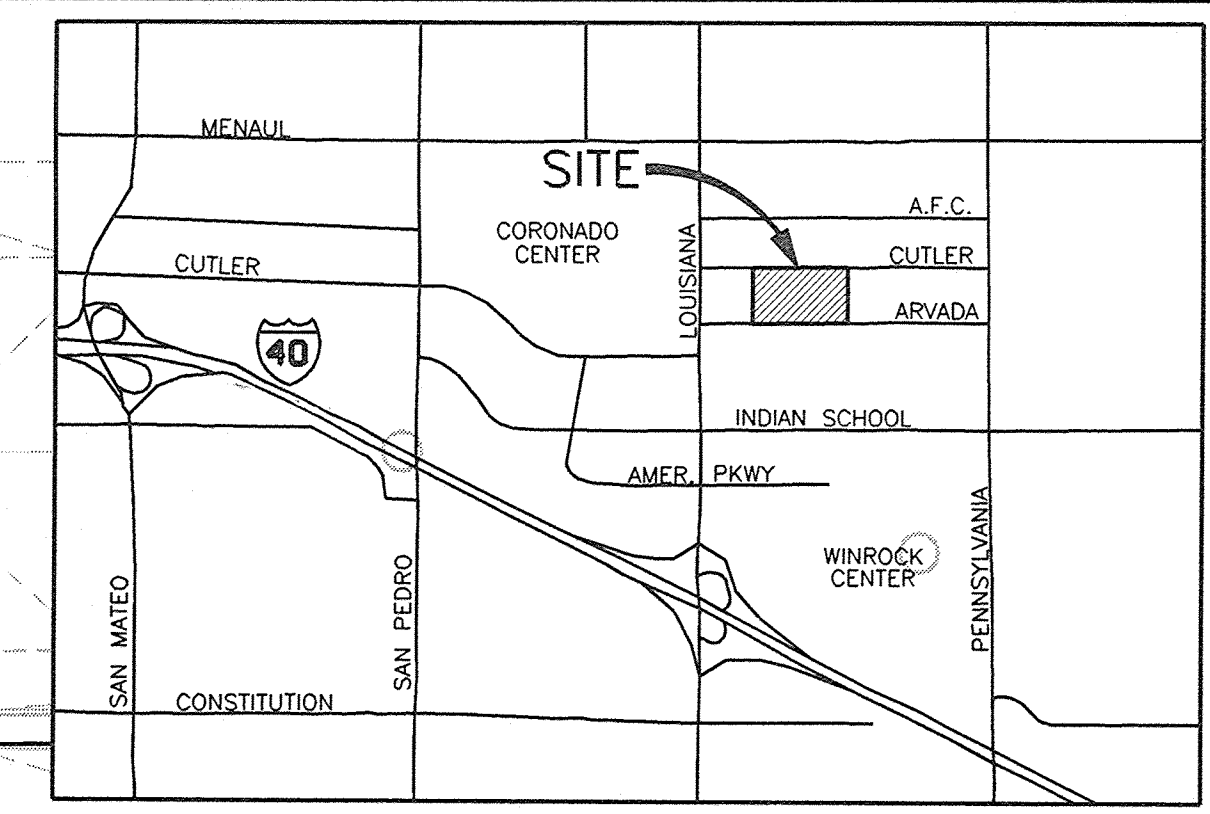 MENAUL
SITE
A.F.C.
CORONADO
CENTER
LOUISIANA
CUTLER
CUTLER
ARVADA
40
INDIAN SCHOOL
AMER. PKWY
WINROCK
CENTER
PENNSYLVANIA
SAN MATEO
SAN PEDRO
CONSTITUTION